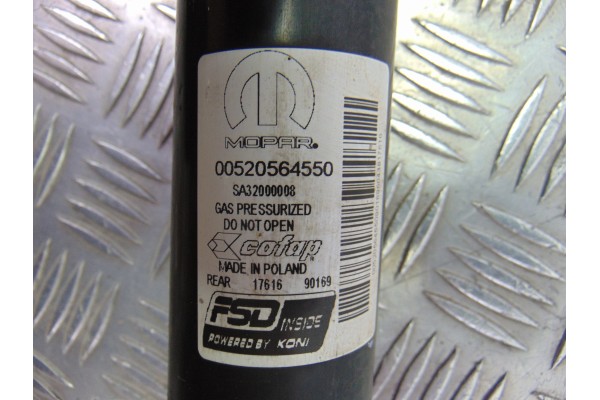 MOPAR.
00520564550
SA32000008
GAS PRESSURIZED
DO NOT OPEN
cofap
MADE IN POLAND
REAR 17616 90169
FSD INSIDE
POWERED BY KONI